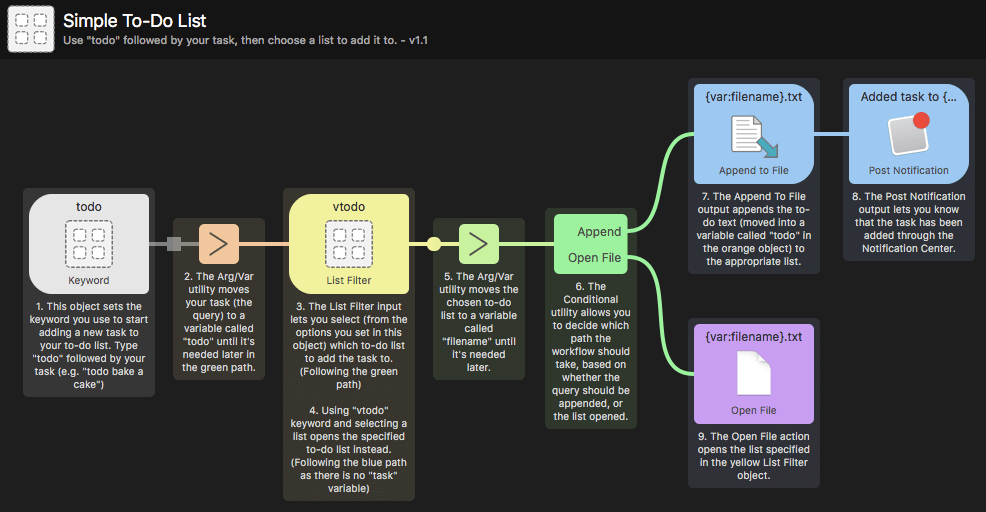 Simple To-Do List
Use "todo" followed by your task, then choose a list to add it to. - v1.1
todo
Keyword
1. This object sets the
keyword you use to start
adding a new task to
your to-do list. Type
"todo" followed by your
task (e.g. "todo bake a
cake")
2. The Arg/Var
utility moves
your task (the
query) to a
variable called
"todo" until it's
needed later in
the green path.
vtodo
List Filter
3. The List Filter input
lets you select (from the
options you set in this
object) which to-do list
to add the task to.
(Following the green
path)
4. Using "vtodo"
keyword and selecting a
list opens the specified
to-do list instead.
(Following the blue path
as there is no "task"
variable)
5. The Arg/Var
utility moves the
chosen to-do
list to a variable
called
"filename" until
it's needed
later.
Append
Open File
6. The
Conditional
utility allows you
to decide which
path the
workflow should
take, based on
whether the
query should be
appended, or
the list opened.
{var:filename}.txt
Append to File
7. The Append To File
output appends the to-
do text (moved into a
variable called "todo" in
the orange object) to
the appropriate list.
Added task to {...
Post Notification
8. The Post Notification
output lets you know
that the task has been
added through the
Notification Center.
{var:filename}.txt
Open File
9. The Open File action
opens the list specified
in the yellow List Filter
object.